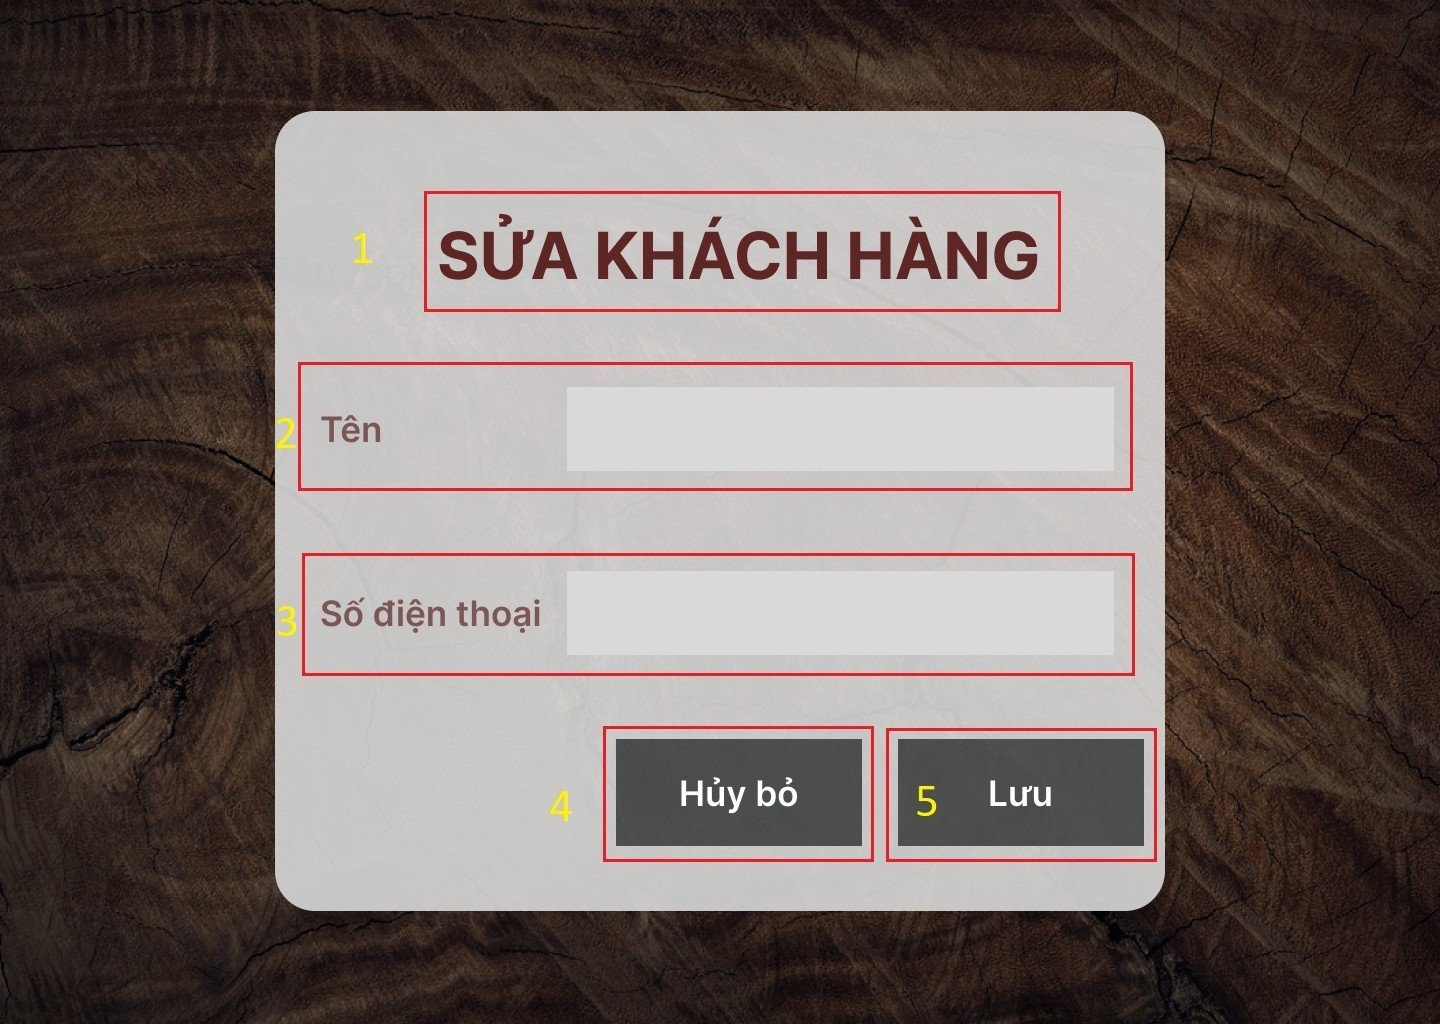 1 SỬA KHÁCH HÀNG
2 Tên
3 Số điện thoại
4 Hủy bỏ
5 Lưu